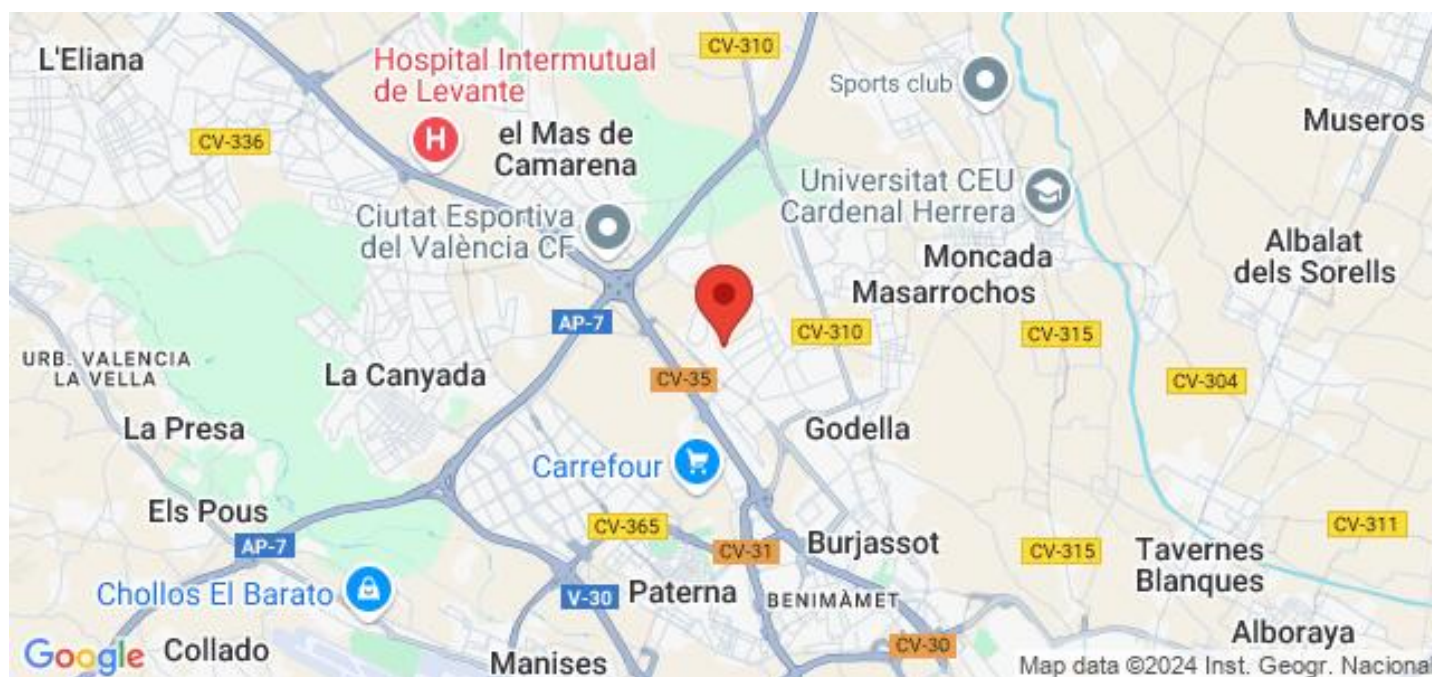 L'Eliana
Hospital Intermutual
de Levante
CV-310
Sports club
Museros
CV-336
H
el Mas de
Camarena
Universitat CEU
Cardenal Herrera
Ciutat Esportiva
del València CF
Moncada
Albalat
dels Sorells
Masarrochos
AP-7
CV-310
CV-315
URB. VALENCIA
LA VELLA
La Canyada
CV-35
CV-304
La Presa
Godella
Carrefour
Els Pous
CV-365
CV-311
AP-7
CV-31
Burjassot
CV-315
Tavernes
Blanques
Chollos El Barato
V-30
Paterna
BENIMÀMET
Google
Collado
Manises
CV-30
Alboraya
Map data ©2024 Inst. Geogr. Nacional